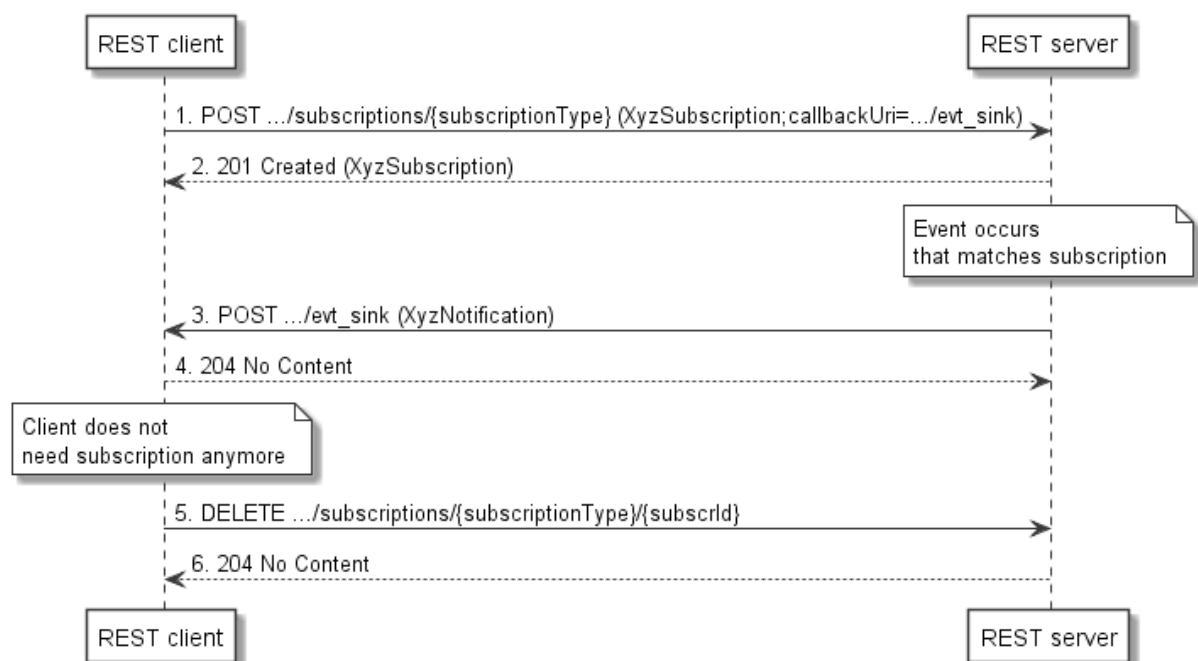 REST client
REST server
1. POST .../subscriptions/{subscriptionType} (XyzSubscription;callbackUri=.../evt_sink)
2. 201 Created (XyzSubscription)
Event occurs
that matches subscription
3. POST .../evt_sink (XyzNotification)
4. 204 No Content
Client does not
need subscription anymore
5. DELETE .../subscriptions/{subscriptionType}/{subscrId}
6. 204 No Content
REST client
REST server